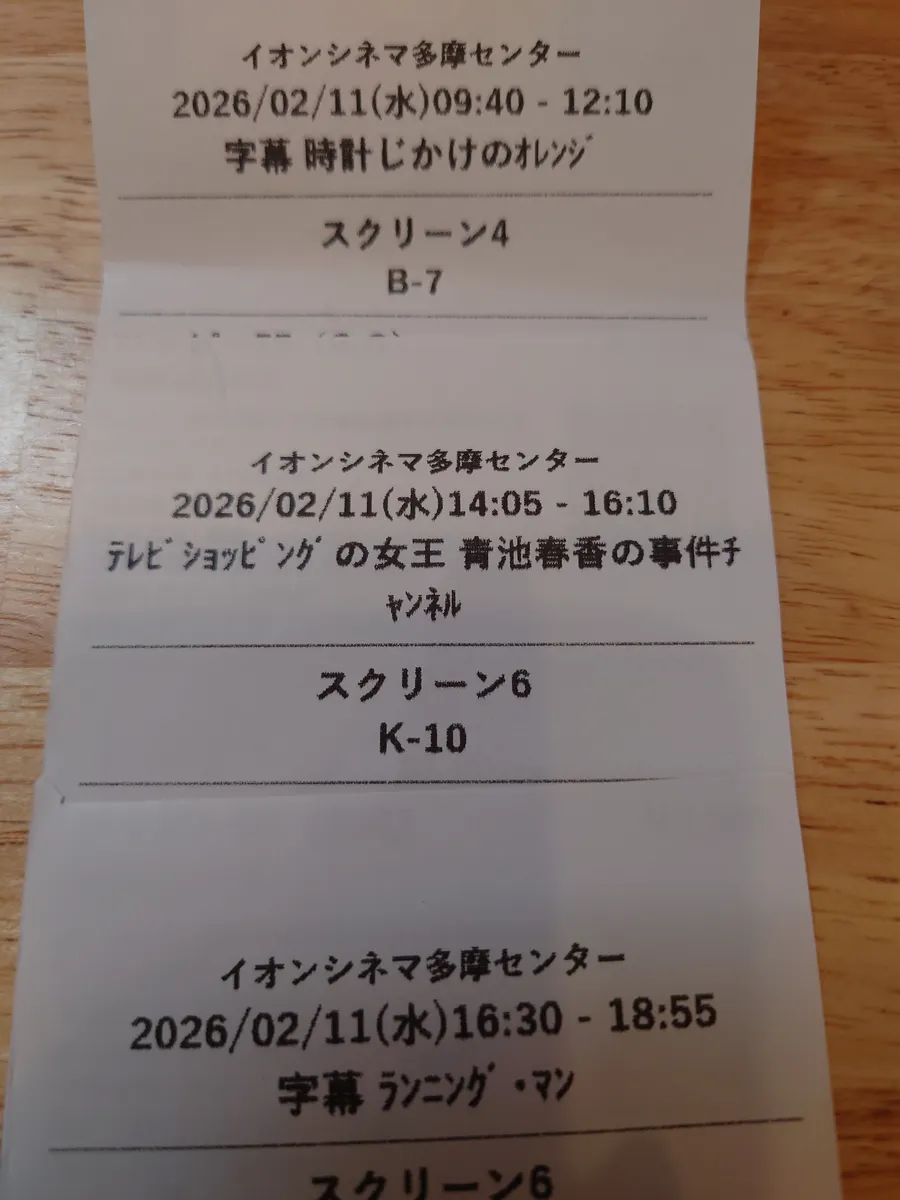 イオンシネマ多摩センター
2026/02/11(水)09:40 - 12:10
字幕 時計じかけのｵﾚﾝｼﾞ
スクリーン4
B-7
イオンシネマ多摩センター
2026/02/11(水)14:05 - 16:10
ﾃﾚﾋﾞｼｮｯﾋﾟﾝｸﾞの女王 青池春香の事件ﾁ
ｬﾝﾈﾙ
スクリーン6
K-10
イオンシネマ多摩センター
2026/02/11(水)16:30 - 18:55
字幕 ﾗﾝﾆﾝｸﾞ・ﾏﾝ
スクリーン6